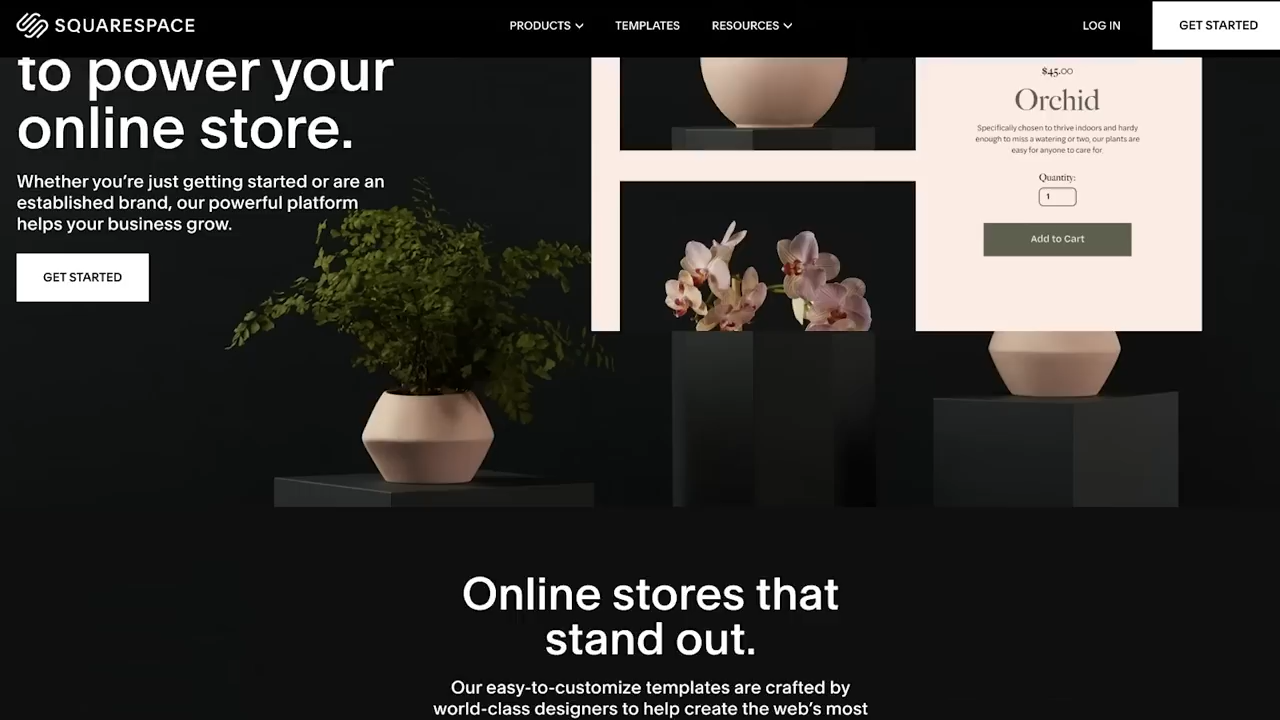 SQUARESPACE
PRODUCTS
TEMPLATES
RESOURCES
LOG IN
GET STARTED
to power your
online store.
Whether you're just getting started or are an
established brand, our powerful platform
helps your business grow.
GET STARTED
$45.00
Orchid
Specifically chosen to thrive indoors and hardy
enough to miss a watering or two, our plants are
easy for anyone to care for
Quantity:
1
Add to Cart
Online stores that
stand out.
Our easy-to-customize templates are crafted by
world-class designers to help create the web's most